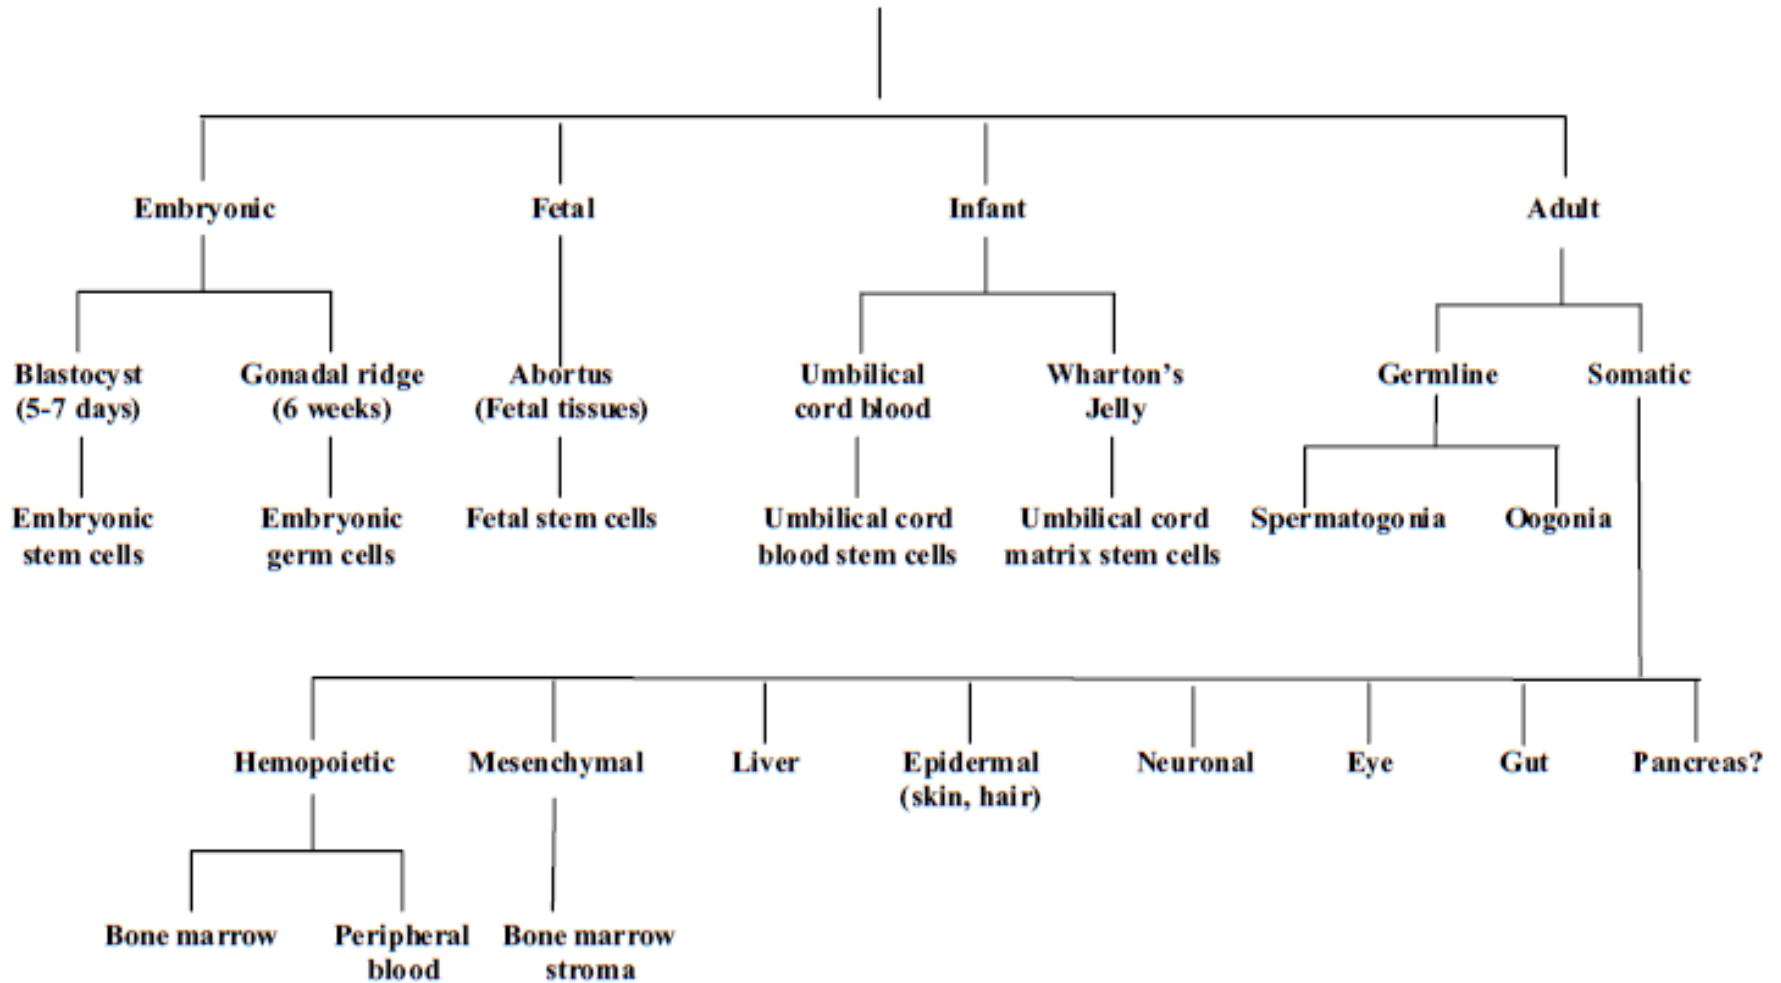 Embryonic
Fetal
Infant
Adult
Blastocyst
(5-7 days)
Gonadal ridge
(6 weeks)
Abortus
(Fetal tissues)
Umbilical
cord blood
Wharton's
Jelly
Germline
Somatic
Embryonic
stem cells
Embryonic
germ cells
Fetal stem cells
Umbilical cord
blood stem cells
Umbilical cord
matrix stem cells
Spermatogonia
Oogonia
Hemopoietic
Mesenchymal
Liver
Epidermal
(skin, hair)
Neuronal
Eye
Gut
Pancreas?
Bone marrow
Peripheral
blood
Bone marrow
stroma